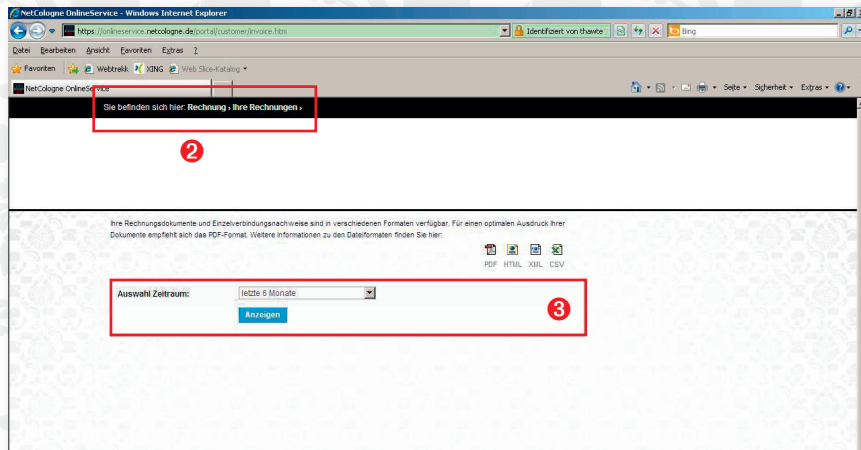 NetCologne OnlineService - Windows Internet Explorer
https://onlineservice.netcologne.de/portal/customer/invoice.htm
Identifiziert von thawte
Bing
Datei Bearbeiten Ansicht Favoriten Extras ?
Favoriten Webtrekk XING Web Slice-Katalog
NetCologne OnlineService
Seite Sicherheit Extras
Sie befinden sich hier: Rechnung › Ihre Rechnungen ›
2
Ihre Rechnungsdokumente und Einzelverbindungsnachweise sind in verschiedenen Formaten verfügbar. Für einen optimalen Ausdruck Ihrer
Dokumente empfiehlt sich das PDF-Format. Weitere Informationen zu den Dateiformaten finden Sie hier:
PDF HTML XML CSV
Auswahl Zeitraum: letzte 6 Monate
Anzeigen
3